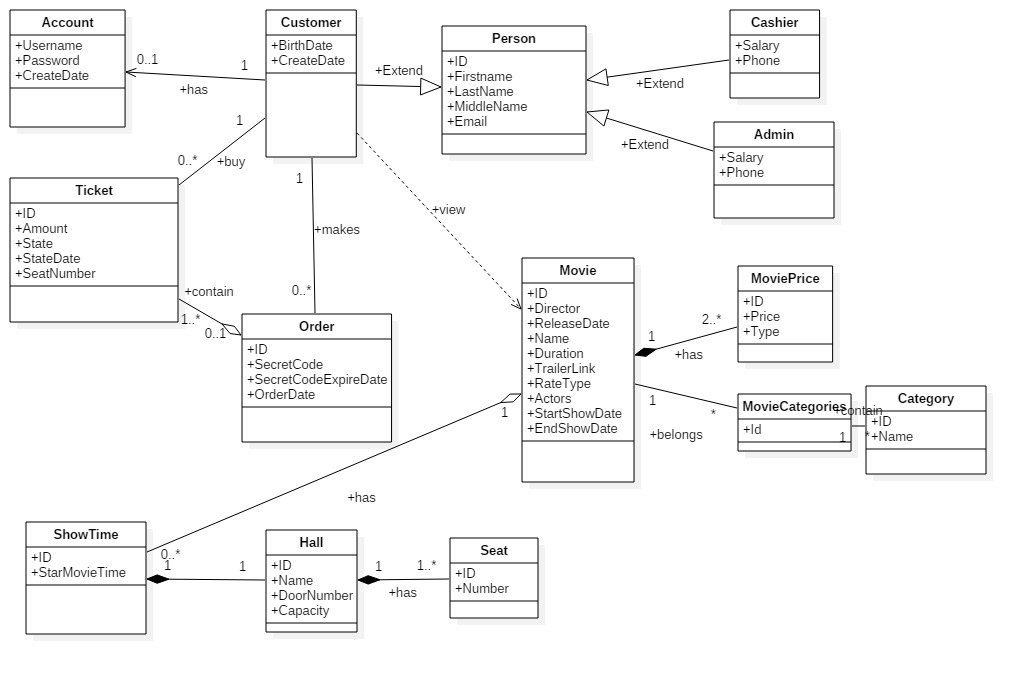 Account
+Username
+Password
+CreateDate
0..1
1
+has
Customer
+BirthDate
+CreateDate
+Extend
Person
+ID
+Firstname
+LastName
+MiddleName
+Email
Cashier
+Salary
+Phone
+Extend
Admin
+Salary
+Phone
+Extend
1
0..*
+buy
Ticket
+ID
+Amount
+State
+StateDate
+SeatNumber
1
+makes
0..*
+view
+contain
1..*
0..1
Order
+ID
+SecretCode
+SecretCodeExpireDate
+OrderDate
Movie
+ID
+Director
+ReleaseDate
+Name
+Duration
+TrailerLink
+RateType
+Actors
+StartShowDate
+EndShowDate
MoviePrice
+ID
+Price
+Type
2..*
1
+has
1
*
+belongs
MovieCategories
+Id
+contain
1
*
Category
+ID
+Name
1
+has
0..*
ShowTime
+ID
+StarMovieTime
1
1
Hall
+ID
+Name
+DoorNumber
+Capacity
1
1..*
+has
Seat
+ID
+Number